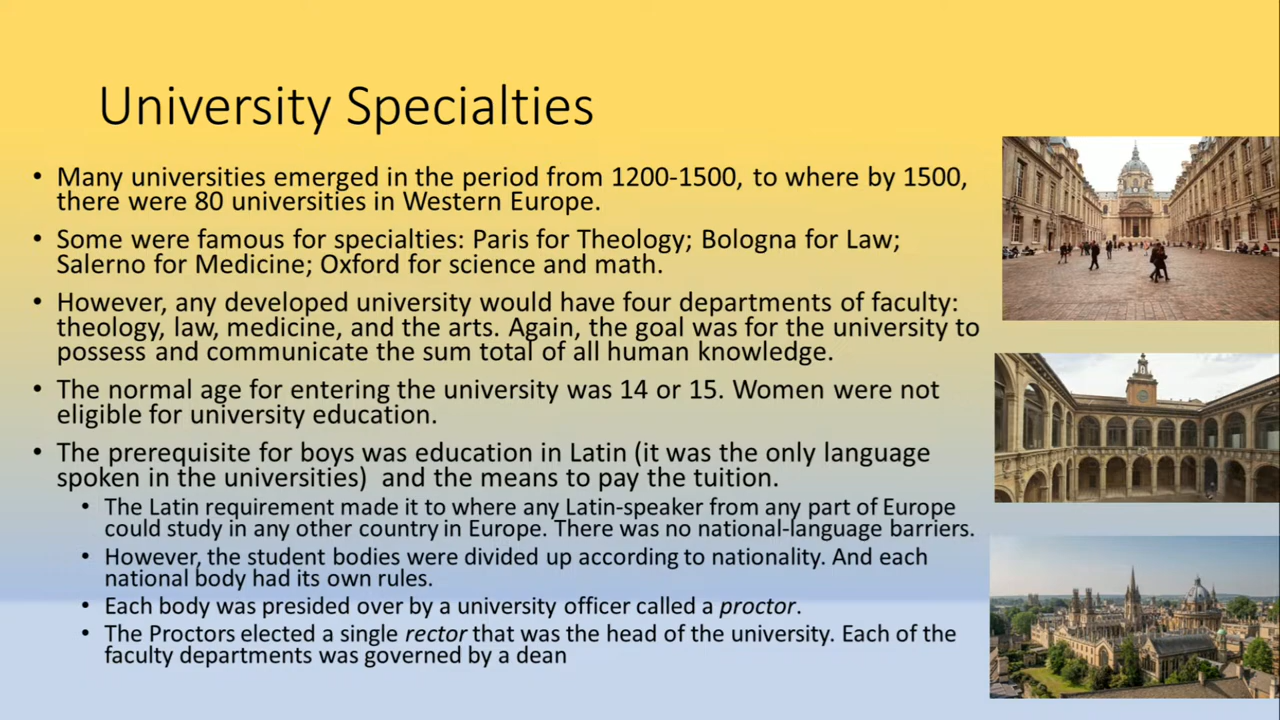 University Specialties
• Many universities emerged in the period from 1200-1500, to where by 1500,
there were 80 universities in Western Europe.
• Some were famous for specialties: Paris for Theology; Bologna for Law;
Salerno for Medicine; Oxford for science and math.
• However, any developed university would have four departments of faculty:
theology, law, medicine, and the arts. Again, the goal was for the university to
possess and communicate the sum total of all human knowledge.
• The normal age for entering the university was 14 or 15. Women were not
eligible for university education.
• The prerequisite for boys was education in Latin (it was the only language
spoken in the universities)  and the means to pay the tuition.
• The Latin requirement made it to where any Latin-speaker from any part of Europe
could study in any other country in Europe. There was no national-language barriers.
• However, the student bodies were divided up according to nationality. And each
national body had its own rules.
• Each body was presided over by a university officer called a proctor.
• The Proctors elected a single rector that was the head of the university. Each of the
faculty departments was governed by a dean